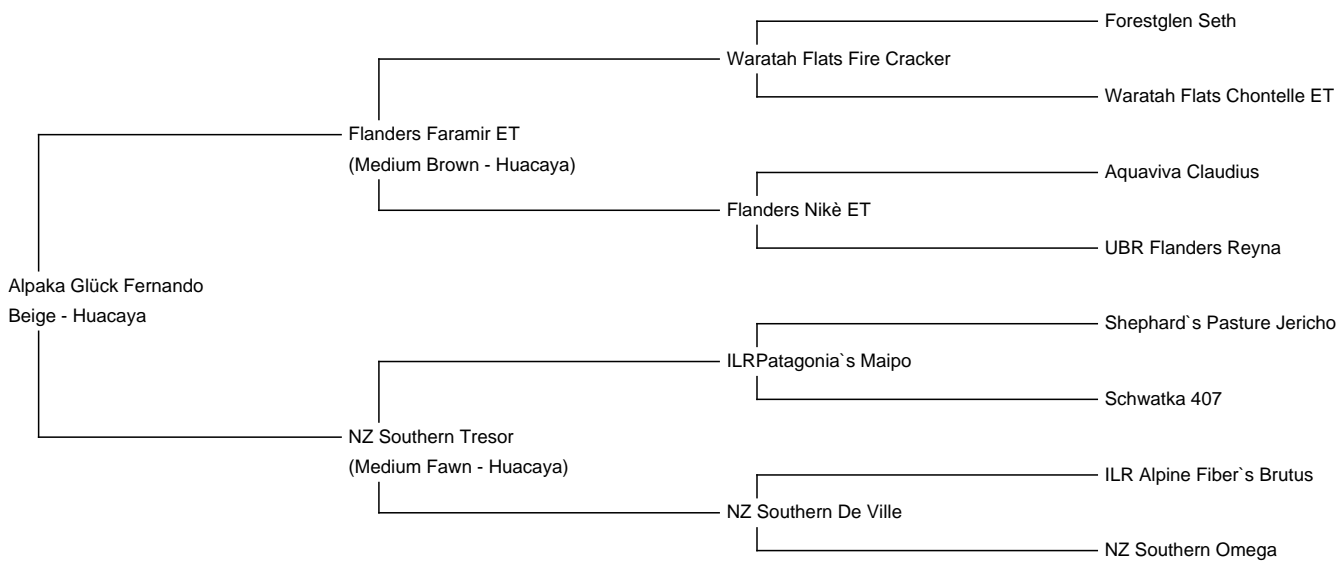 Forestglen Seth
Waratah Flats Fire Cracker
Waratah Flats Chontelle ET
Flanders Faramir ET
(Medium Brown - Huacaya)
Aquaviva Claudius
Flanders Nikè ET
UBR Flanders Reyna
Alpaka Glück Fernando
Beige - Huacaya
Shephard`s Pasture Jericho
ILRPatagonia`s Maipo
Schwatka 407
NZ Southern Tresor
(Medium Fawn - Huacaya)
ILR Alpine Fiber`s Brutus
NZ Southern De Ville
NZ Southern Omega